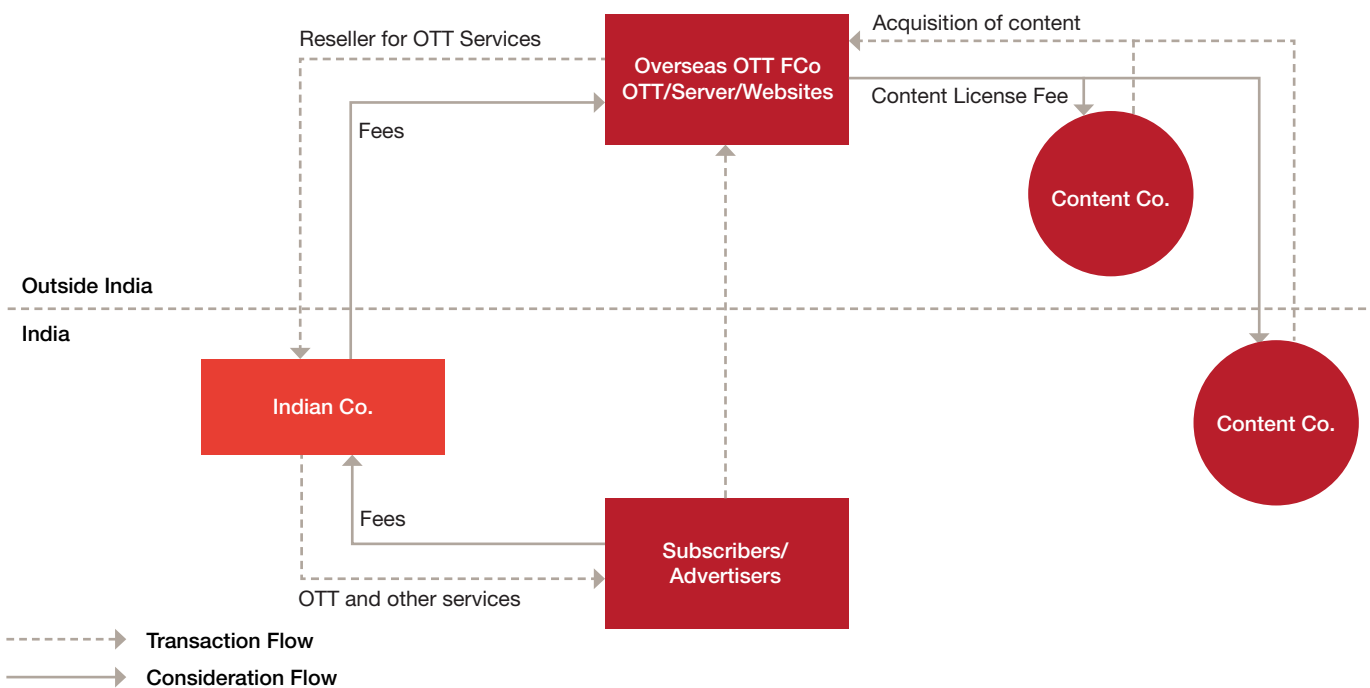 Acquisition of content
Reseller for OTT Services
Overseas OTT FCo
OTT/Server/Websites
Content License Fee
Fees
Content Co.
Outside India
India
Indian Co.
Content Co.
Fees
Subscribers/
Advertisers
OTT and other services
Transaction Flow
Consideration Flow